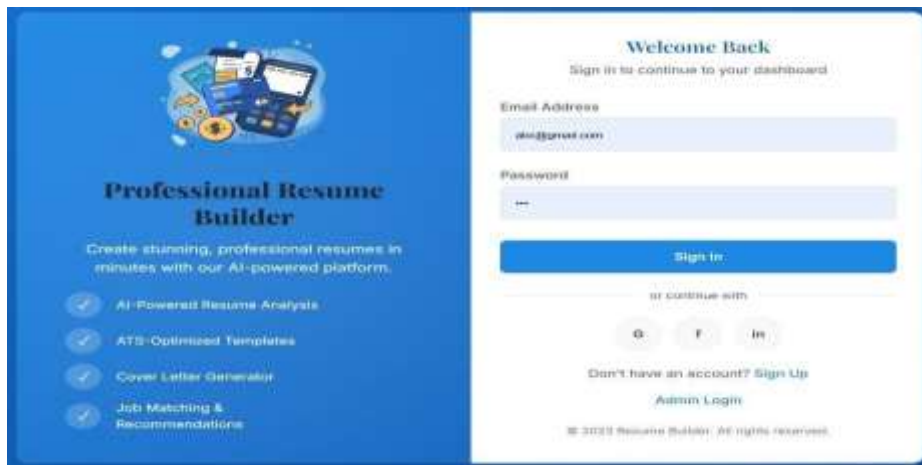 Professional Resume
Builder
Create stunning, professional resumes in
minutes with our AI-powered platform.
AI-Powered Resume Analysis
ATS-Optimized Templates
Cover Letter Generator
Job Matching &
Recommendations
Welcome Back
Sign in to continue to your dashboard
Email Address
abc@gmail.com
Password
•••
Sign In
or continue with
G f in
Don't have an account? Sign Up
Admin Login
© Resume Builder. All rights reserved.